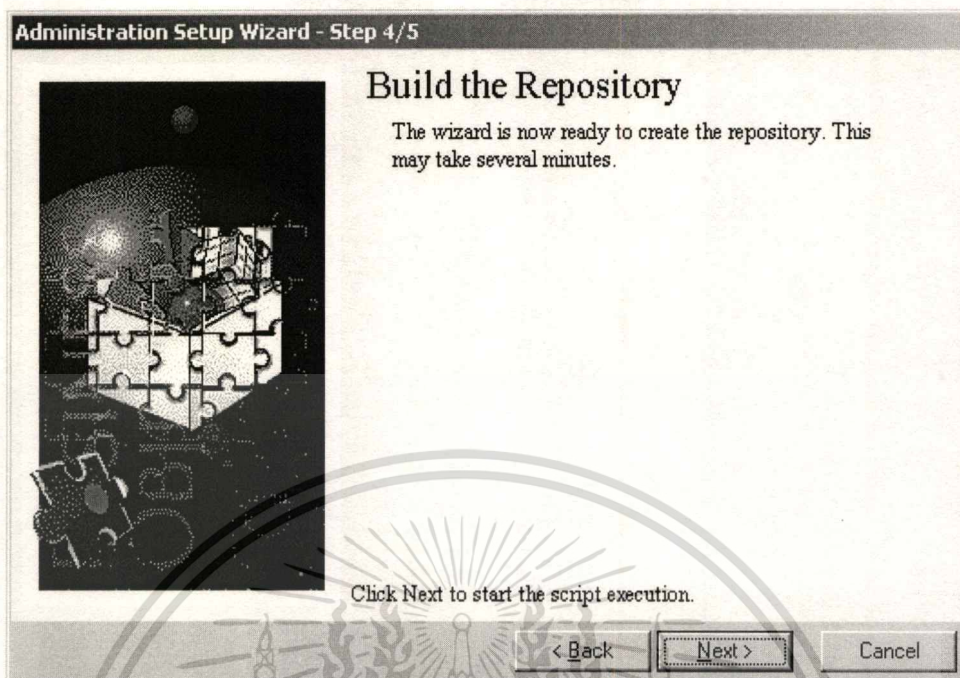 Administration Setup Wizard - Step 4/5
Build the Repository
The wizard is now ready to create the repository. This
may take several minutes.
Click Next to start the script execution.
< Back
Next >
Cancel